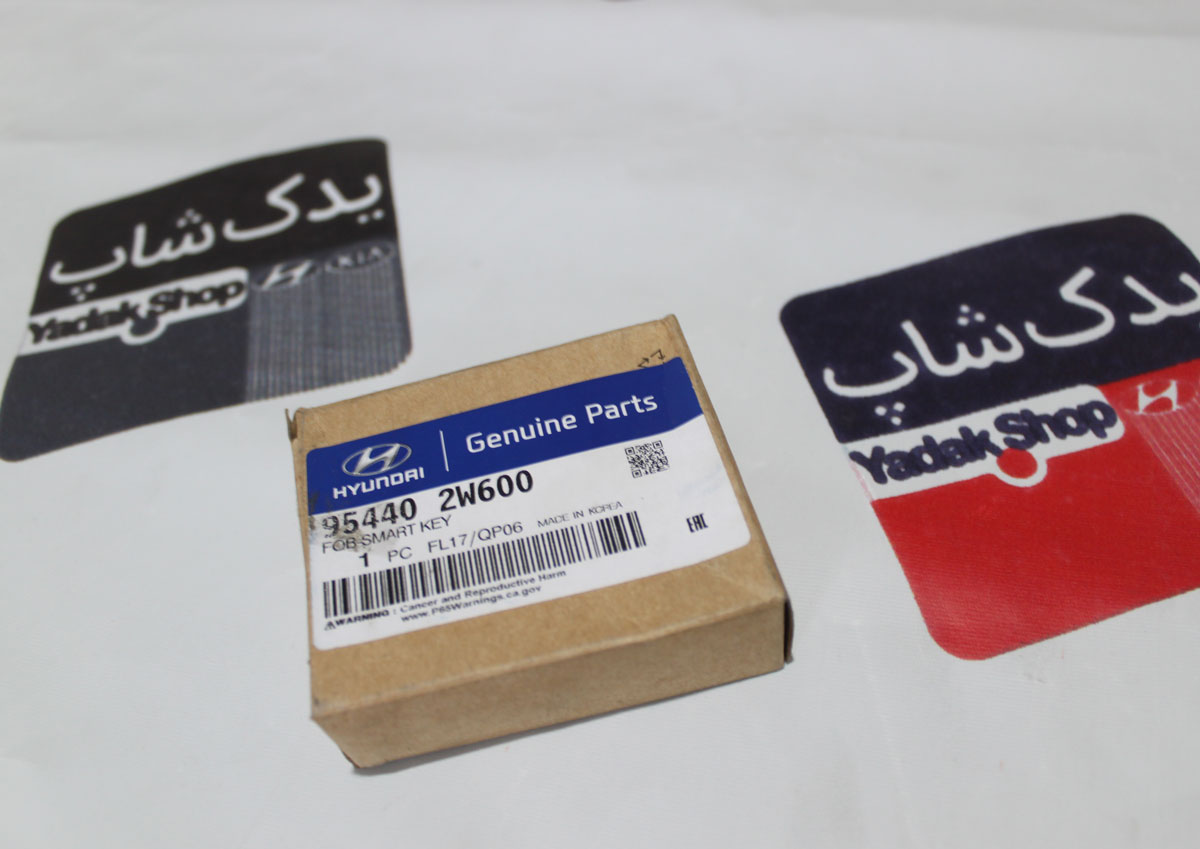 یدک شاپ
KIA
Yadak Shop
یدک شاپ
Yadak Shop
HYUNDAI
Genuine Parts
95440 2W600
FOB-SMART KEY
1 PC FL17/QP06 MADE IN KOREA
EAC
WARNING : Cancer and Reproductive Harm
www.P65Warnings.ca.gov